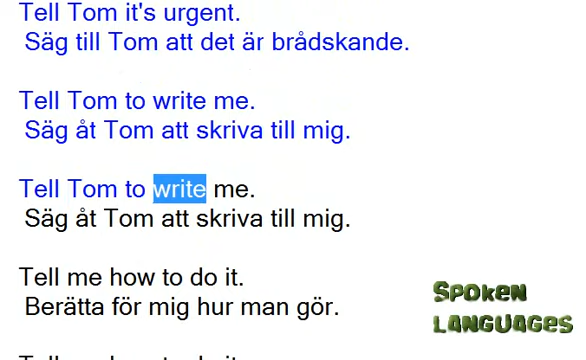 Tell Tom it's urgent.
Säg till Tom att det är brådskande.
Tell Tom to write me.
Säg åt Tom att skriva till mig.
Tell Tom to write me.
Säg åt Tom att skriva till mig.
Tell me how to do it.
Berätta för mig hur man gör.
SPOKEN
LANGUAGES